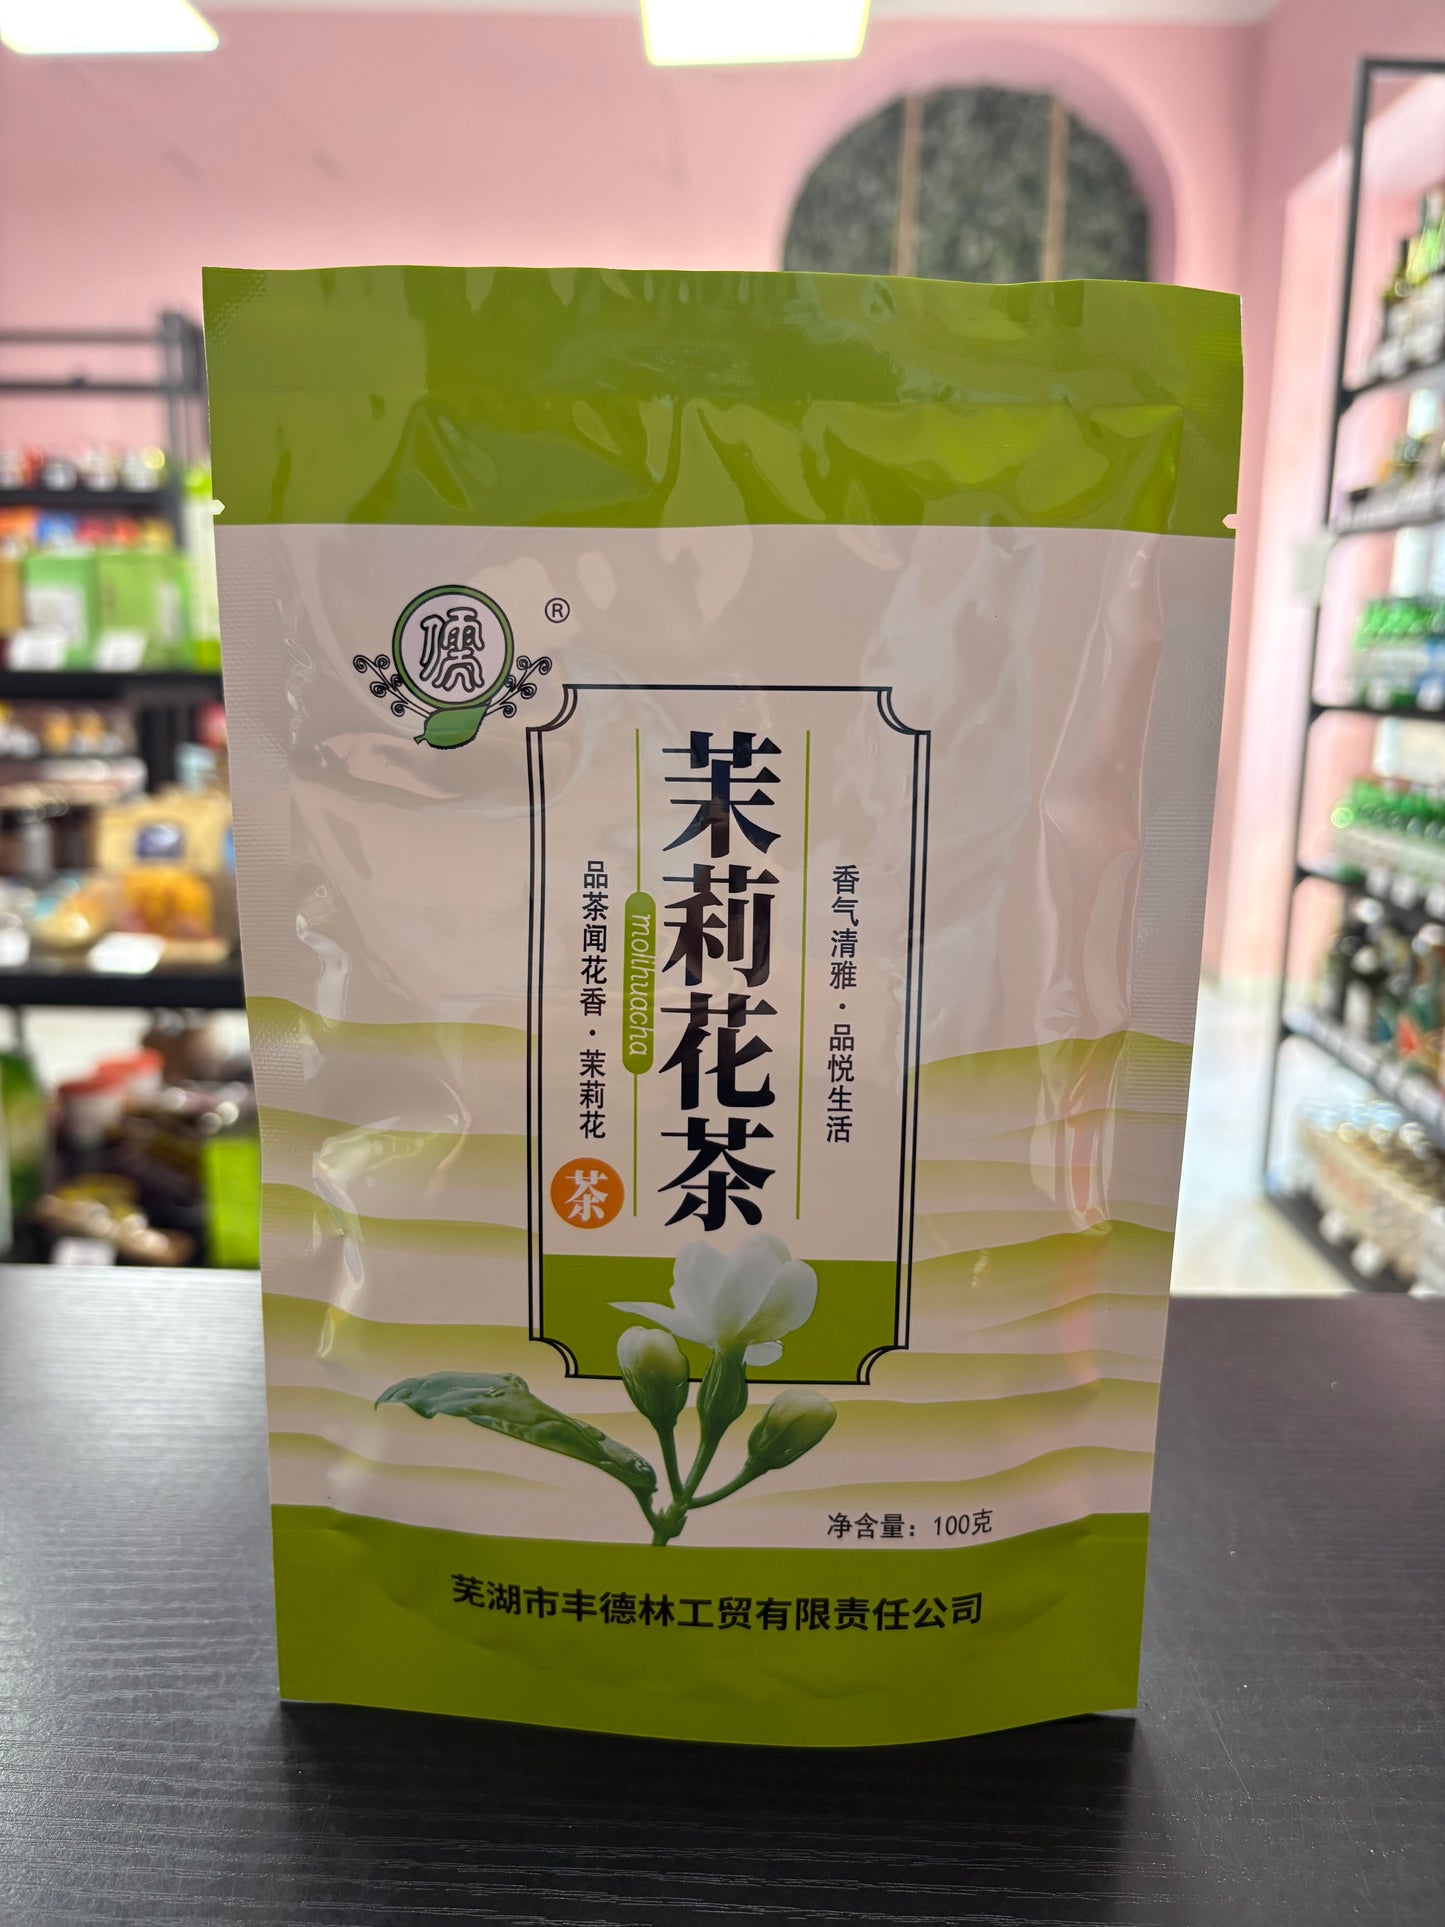 儒
®
茉莉花茶
molihuacha
香气清雅·品悦生活
品茶闻花香·茉莉花
茶
净含量：100克
芜湖市丰德林工贸有限责任公司